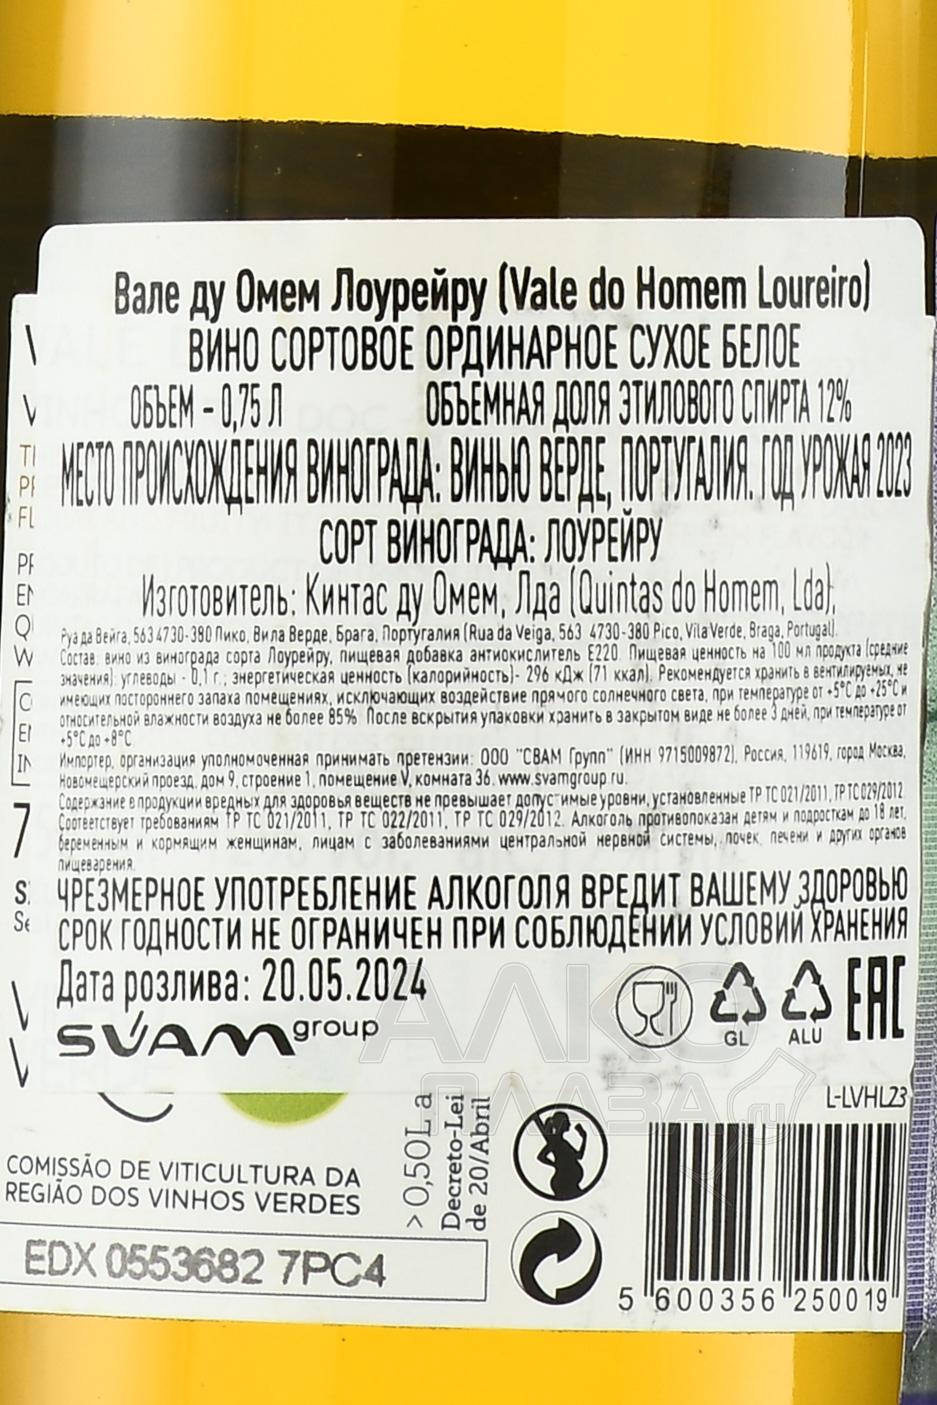 Вале ду Омем Лоурейру (Vale do Homem Loureiro)
ВИНО СОРТОВОЕ ОРДИНАРНОЕ СУХОЕ БЕЛОЕ
ОБЪЕМ - 0,75 Л ОБЪЕМНАЯ ДОЛЯ ЭТИЛОВОГО СПИРТА 12%
МЕСТО ПРОИСХОЖДЕНИЯ ВИНОГРАДА: ВИНЬЮ ВЕРДЕ, ПОРТУГАЛИЯ. ГОД УРОЖАЯ 2023
СОРТ ВИНОГРАДА: ЛОУРЕЙРУ
Изготовитель: Кинтас ду Омем, Лда (Quintas do Homem, Lda),
Руа да Вейга, 563 4730-380 Пико, Вила Верде, Брага, Португалия (Rua da Veiga, 563 4730-380 Pico, Vila Verde, Braga, Portugal).
Состав: вино из винограда сорта Лоурейру, пищевая добавка антиокислитель Е220. Пищевая ценность на 100 мл продукта (средние
значения): углеводы - 0,1 г.; энергетическая ценность (калорийность)- 296 кДж (71 ккал). Рекомендуется хранить в вентилируемых, не
имеющих постороннего запаха помещениях, исключающих воздействие прямого солнечного света, при температуре от +5°С до +25°С и
относительной влажности воздуха не более 85%. После вскрытия упаковки хранить в закрытом виде не более 3 дней, при температуре от
+5°С до +8°С
Импортер, организация уполномоченная принимать претензии: ООО "СВАМ Групп" (ИНН 9715009872), Россия, 119619, город Москва,
Новомещерский проезд, дом 9, строение 1, помещение V, комната 36. www.svamgroup.ru.
Содержание в продукции вредных для здоровья веществ не превышает допустимые уровни, установленные ТР ТС 021/2011, ТР ТС 029/2012.
Соответствует требованиям ТР ТС 021/2011, ТР ТС 022/2011, ТР ТС 029/2012. Алкоголь противопоказан детям и подросткам до 18 лет,
беременным и кормящим женщинам, лицам с заболеваниями центральной нервной системы, почек, печени и других органов
пищеварения.
ЧРЕЗМЕРНОЕ УПОТРЕБЛЕНИЕ АЛКОГОЛЯ ВРЕДИТ ВАШЕМУ ЗДОРОВЬЮ
СРОК ГОДНОСТИ НЕ ОГРАНИЧЕН ПРИ СОБЛЮДЕНИИ УСЛОВИЙ ХРАНЕНИЯ
Дата розлива: 20.05.2024
SVAM group
GL ALU EAC
АЛКО
ПЛАЗА.ru
L-LVHL23
> 0,50L a
Decreto-Lei
de 20/Abril
COMISSÃO DE VITICULTURA DA
REGIÃO DOS VINHOS VERDES
EDX 0553682 7PC4
5 600356 250019